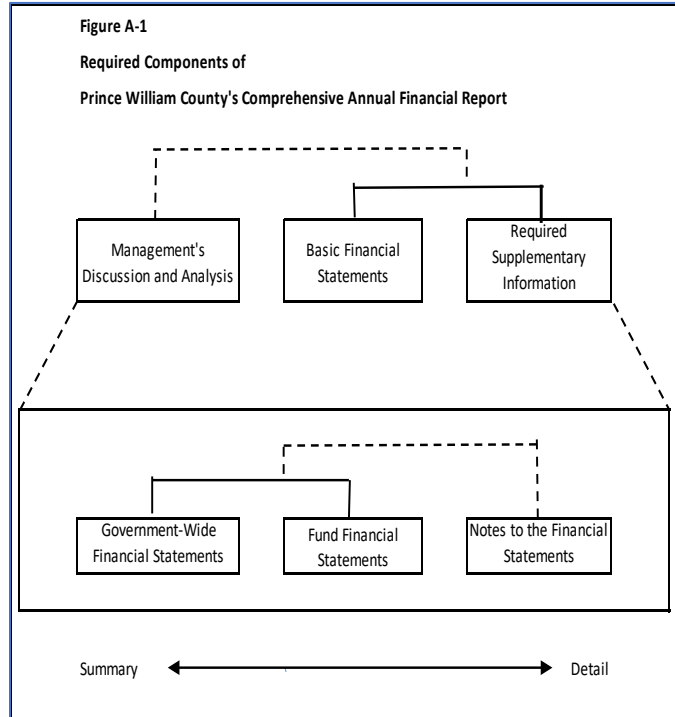 Figure A-1
Required Components of
Prince William County's Comprehensive Annual Financial Report
Management's
Discussion and Analysis
Basic Financial
Statements
Required
Supplementary
Information
Government-Wide
Financial Statements
Fund Financial
Statements
Notes to the Financial
Statements
Summary
Detail